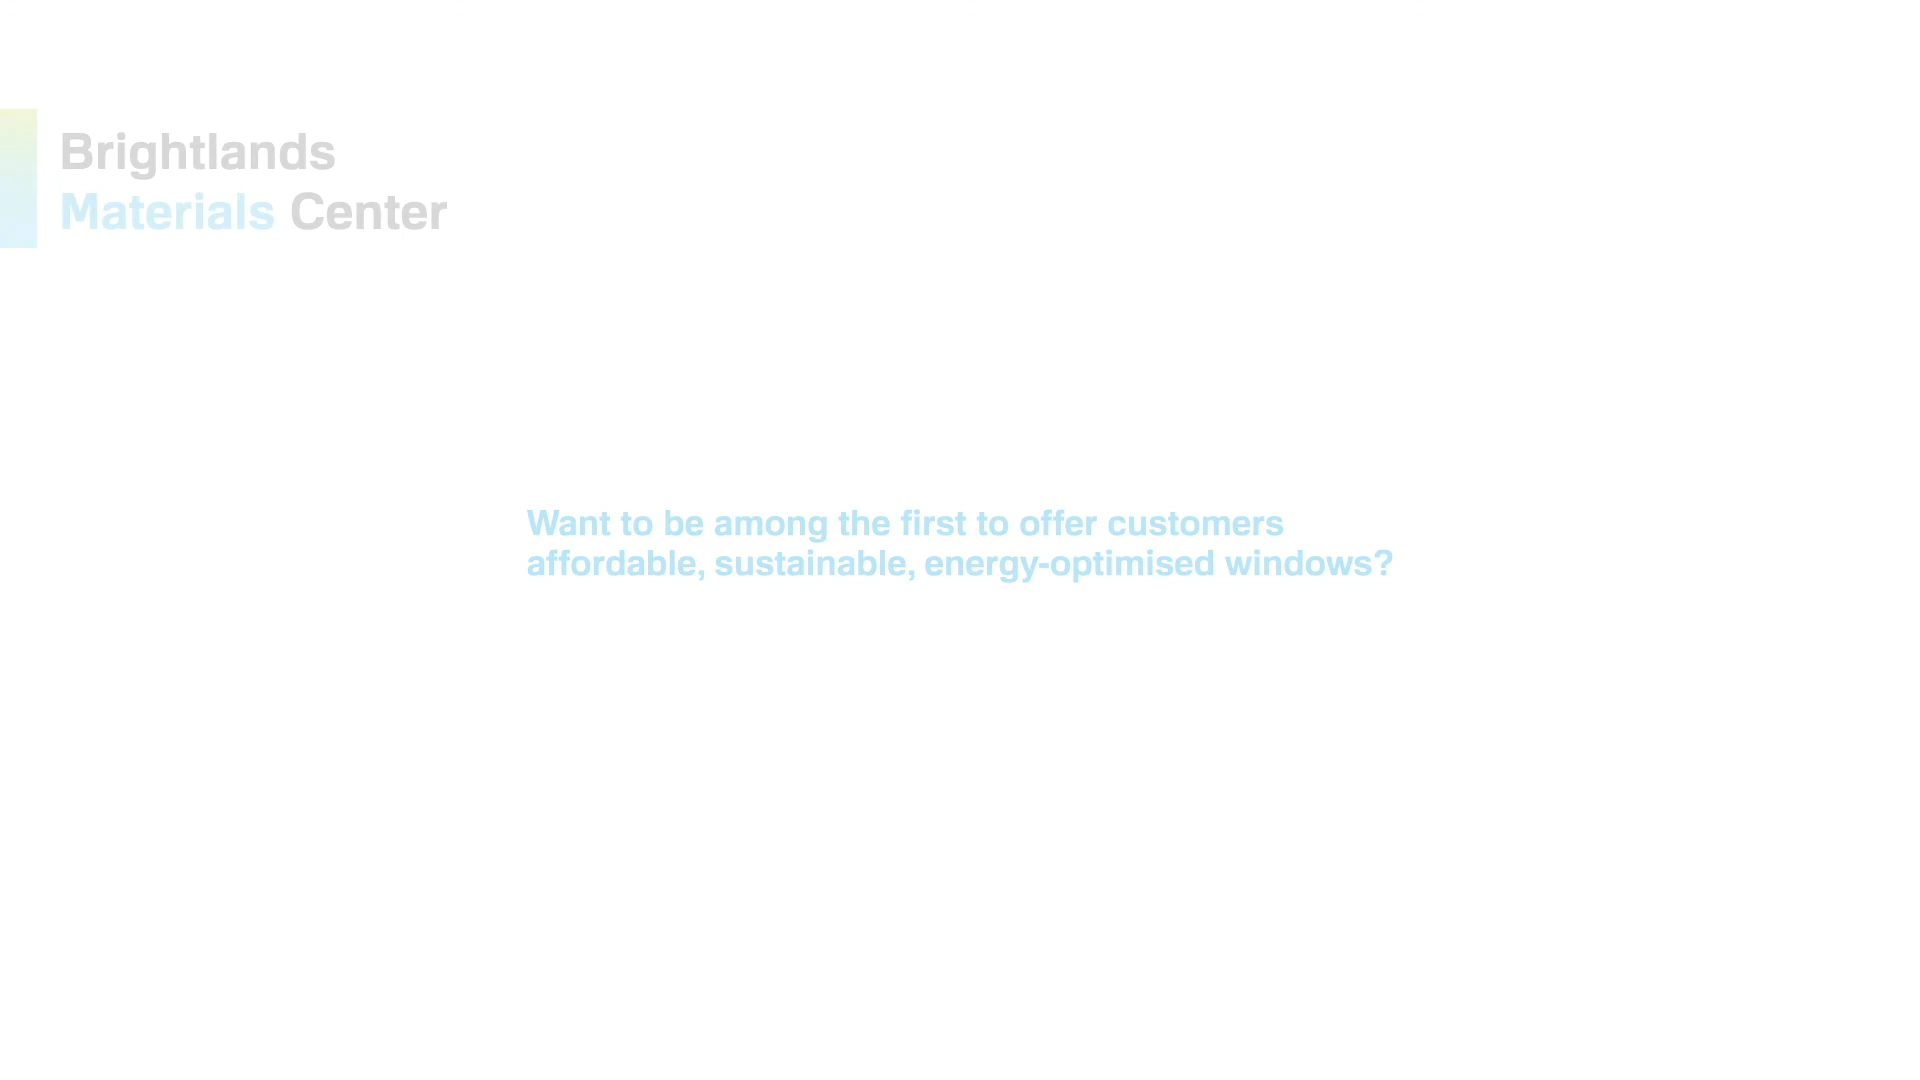 Brightlands
Materials Center
Want to be among the first to offer customers
affordable, sustainable, energy-optimised windows?